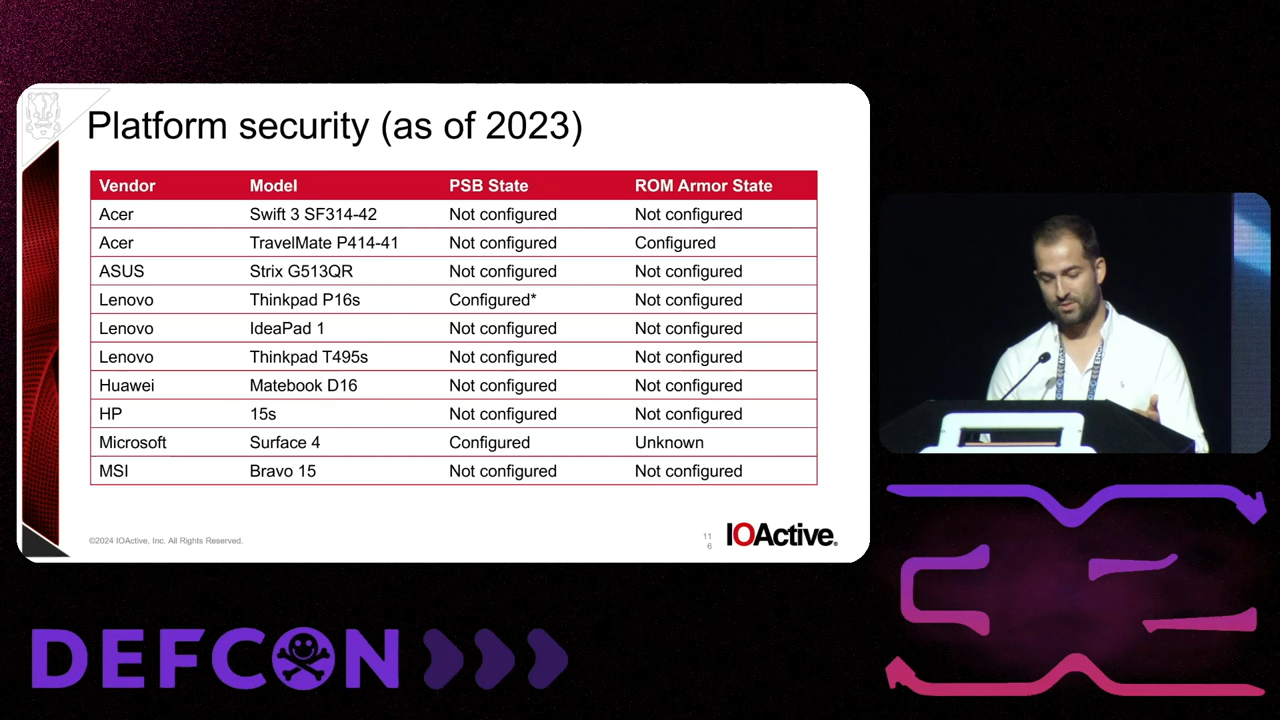 Platform security (as of 2023)
Vendor Model PSB State ROM Armor State
Acer Swift 3 SF314-42 Not configured Not configured
Acer TravelMate P414-41 Not configured Configured
ASUS Strix G513QR Not configured Not configured
Lenovo Thinkpad P16s Configured* Not configured
Lenovo IdeaPad 1 Not configured Not configured
Lenovo Thinkpad T495s Not configured Not configured
Huawei Matebook D16 Not configured Not configured
HP 15s Not configured Not configured
Microsoft Surface 4 Configured Unknown
MSI Bravo 15 Not configured Not configured
©2024 IOActive, Inc. All Rights Reserved.
11
6
IOActive.
DEFCON